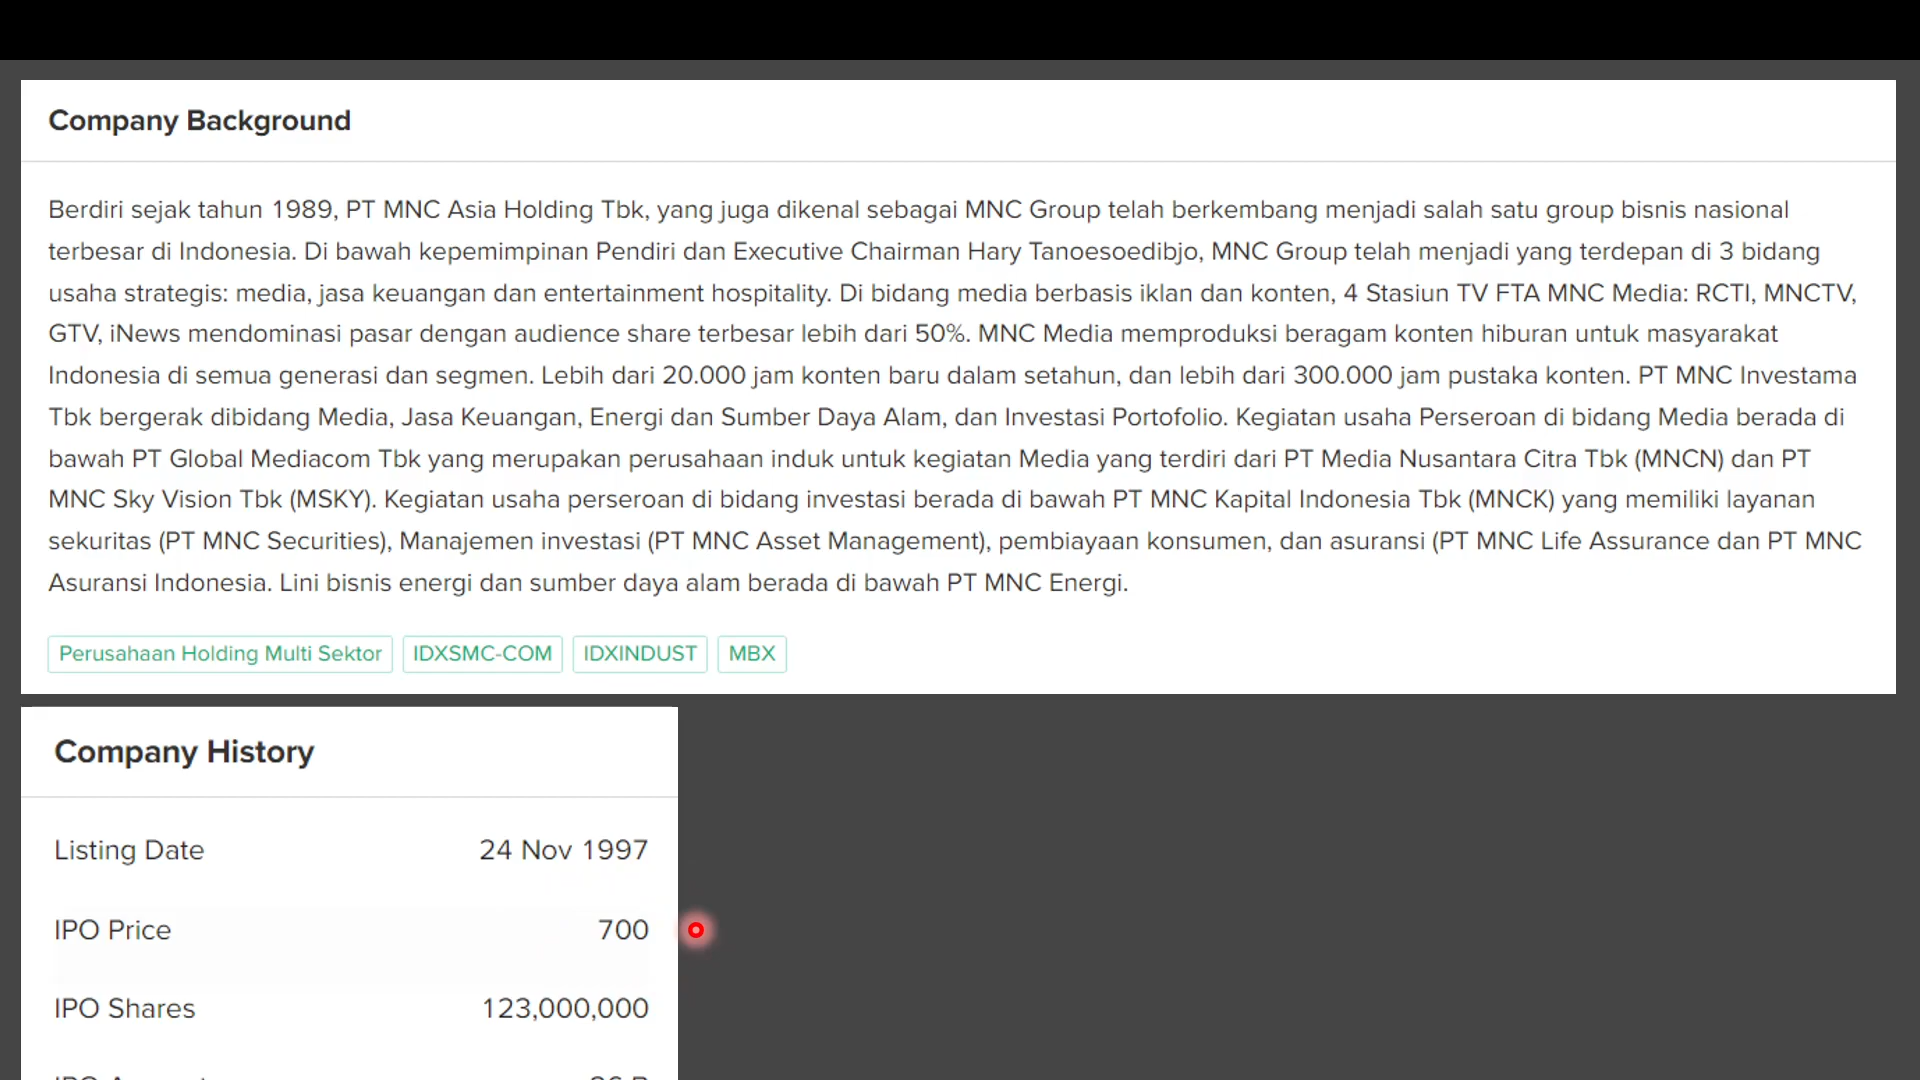 Company Background
Berdiri sejak tahun 1989, PT MNC Asia Holding Tbk, yang juga dikenal sebagai MNC Group telah berkembang menjadi salah satu group bisnis nasional
terbesar di Indonesia. Di bawah kepemimpinan Pendiri dan Executive Chairman Hary Tanoesoedibjo, MNC Group telah menjadi yang terdepan di 3 bidang
usaha strategis: media, jasa keuangan dan entertainment hospitality. Di bidang media berbasis iklan dan konten, 4 Stasiun TV FTA MNC Media: RCTI, MNCTV,
GTV, iNews mendominasi pasar dengan audience share terbesar lebih dari 50%. MNC Media memproduksi beragam konten hiburan untuk masyarakat
Indonesia di semua generasi dan segmen. Lebih dari 20.000 jam konten baru dalam setahun, dan lebih dari 300.000 jam pustaka konten. PT MNC Investama
Tbk bergerak dibidang Media, Jasa Keuangan, Energi dan Sumber Daya Alam, dan Investasi Portofolio. Kegiatan usaha Perseroan di bidang Media berada di
bawah PT Global Mediacom Tbk yang merupakan perusahaan induk untuk kegiatan Media yang terdiri dari PT Media Nusantara Citra Tbk (MNCN) dan PT
MNC Sky Vision Tbk (MSKY). Kegiatan usaha perseroan di bidang investasi berada di bawah PT MNC Kapital Indonesia Tbk (MNCK) yang memiliki layanan
sekuritas (PT MNC Securities), Manajemen investasi (PT MNC Asset Management), pembiayaan konsumen, dan asuransi (PT MNC Life Assurance dan PT MNC
Asuransi Indonesia. Lini bisnis energi dan sumber daya alam berada di bawah PT MNC Energi.
Perusahaan Holding Multi Sektor IDXSMC-COM IDXINDUST MBX
Company History
Listing Date 24 Nov 1997
IPO Price 700
IPO Shares 123,000,000